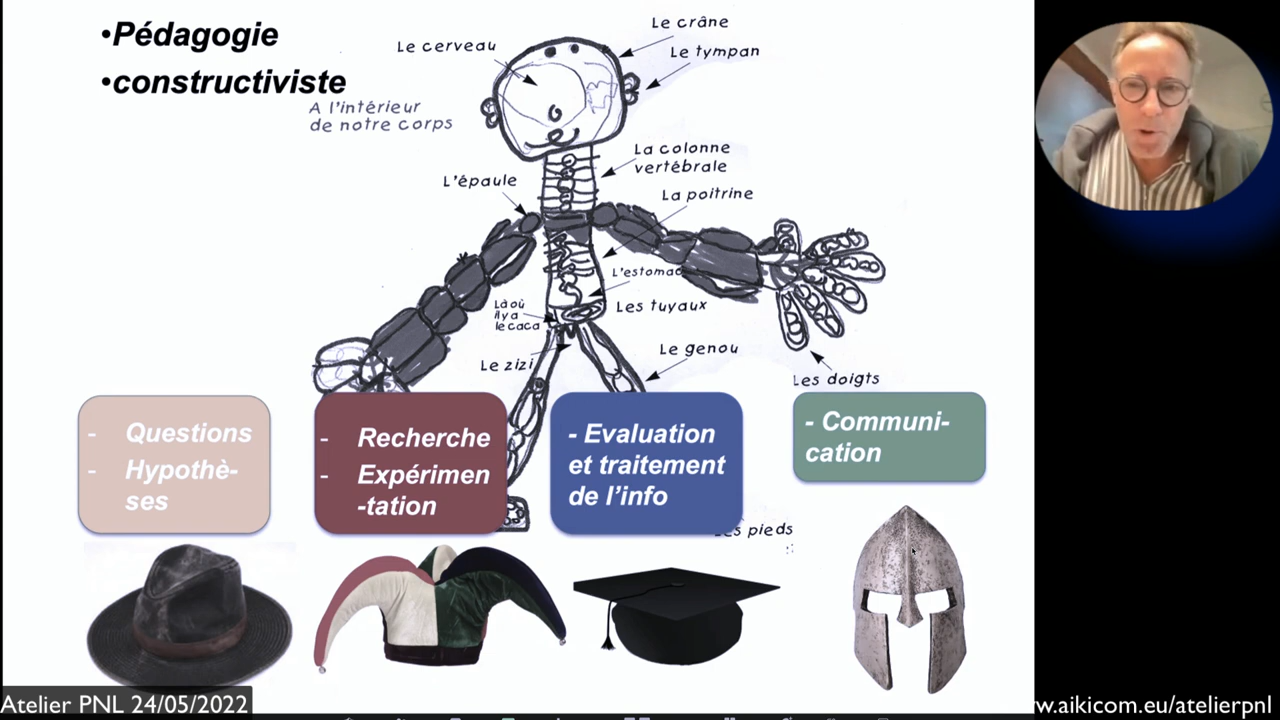 •Pédagogie
•constructiviste
A l'intérieur
de notre corps
Le cerveau
Le crâne
Le tympan
La colonne
vertébrale
L'épaule
La poitrine
L'estomac
Là où
il y a
le caca
Les tuyaux
Le zizi
Le genou
Les doigts
- Questions
- Hypothè-
ses
- Recherche
- Expérimen
-tation
- Evaluation
et traitement
de l'info
- Communi-
cation
pieds
Atelier PNL 24/05/2022
w.aikicom.eu/atelierpnl